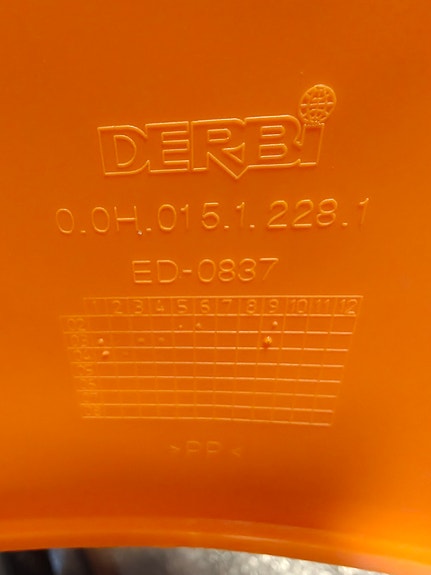 DERBi
0.0H.015.1.228.1
ED-0837
1 2 3 4 5 6 7 8 9 10 11 12
>PP<